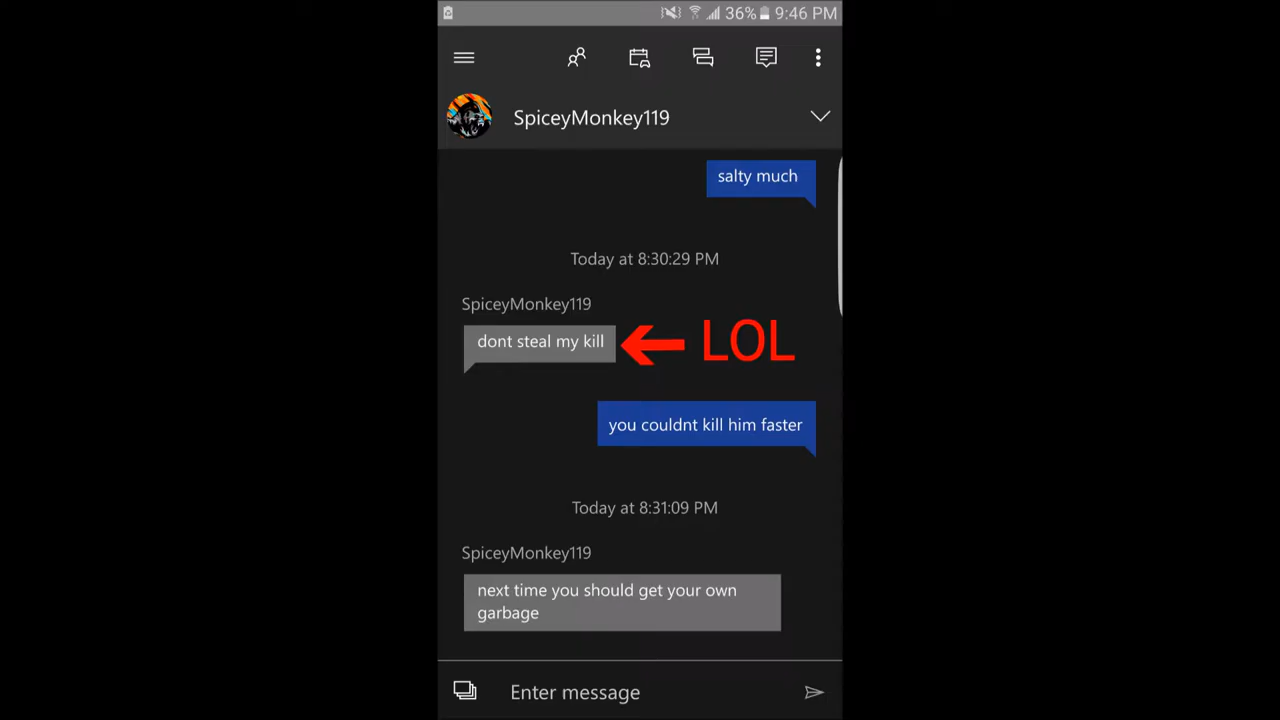 36% 9:46 PM
SpiceyMonkey119
salty much
Today at 8:30:29 PM
SpiceyMonkey119
dont steal my kill
LOL
you couldnt kill him faster
Today at 8:31:09 PM
SpiceyMonkey119
next time you should get your own
garbage
Enter message